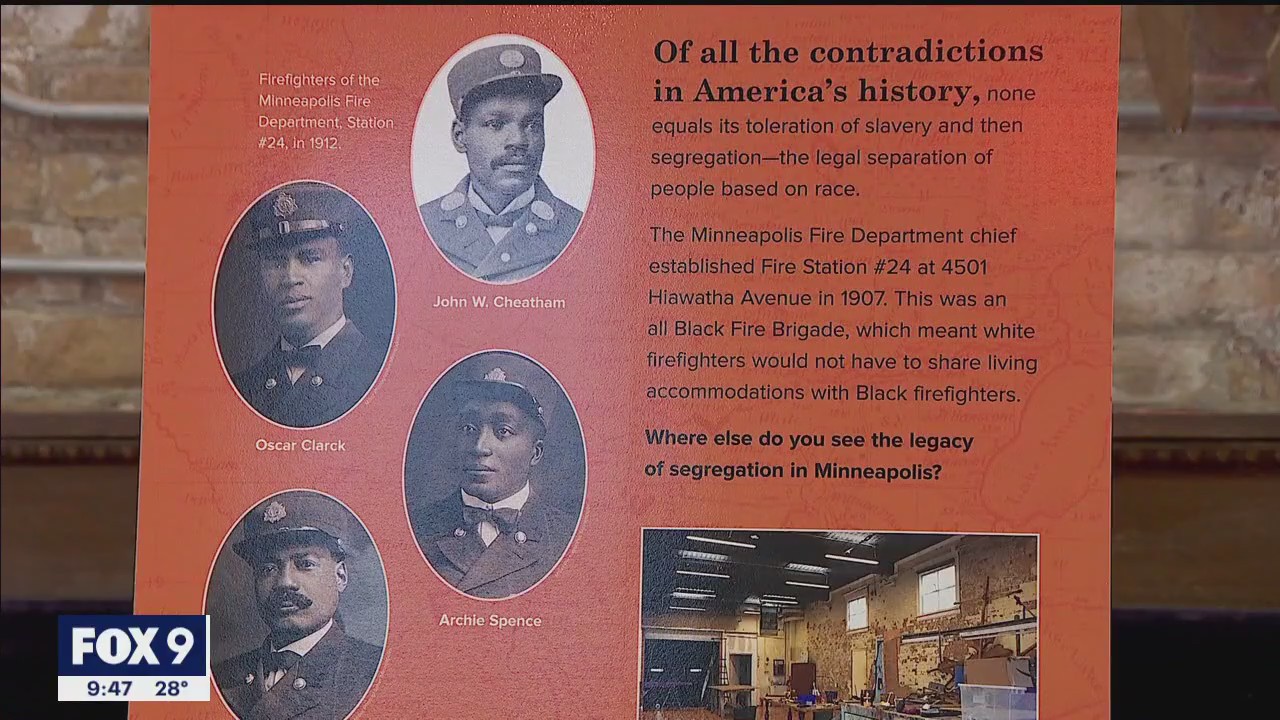 Firefighters of the
Minneapolis Fire
Department, Station
#24, in 1912.
John W. Cheatham
Oscar Clarck
Archie Spence
Of all the contradictions
in America's history, none
equals its toleration of slavery and then
segregation—the legal separation of
people based on race.
The Minneapolis Fire Department chief
established Fire Station #24 at 4501
Hiawatha Avenue in 1907. This was an
all Black Fire Brigade, which meant white
firefighters would not have to share living
accommodations with Black firefighters.
Where else do you see the legacy
of segregation in Minneapolis?
FOX 9
9:47 28°